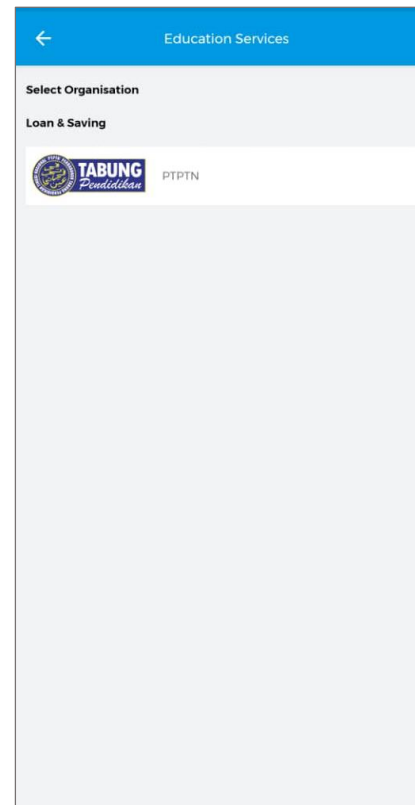 Education Services
Select Organisation
Loan & Saving
TABUNG
Pendidikan
PTPTN